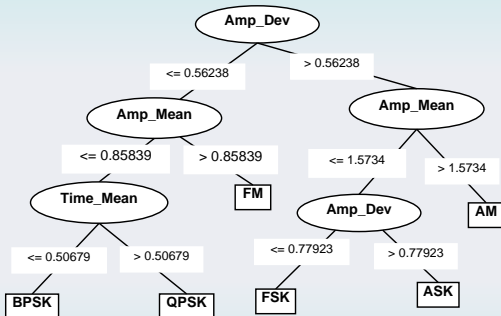 Amp_Dev
<= 0.56238
> 0.56238
Amp_Mean
Amp_Mean
<= 0.85839
> 0.85839
<= 1.5734
> 1.5734
Time_Mean
FM
Amp_Dev
AM
<= 0.50679
> 0.50679
<= 0.77923
> 0.77923
BPSK
QPSK
FSK
ASK